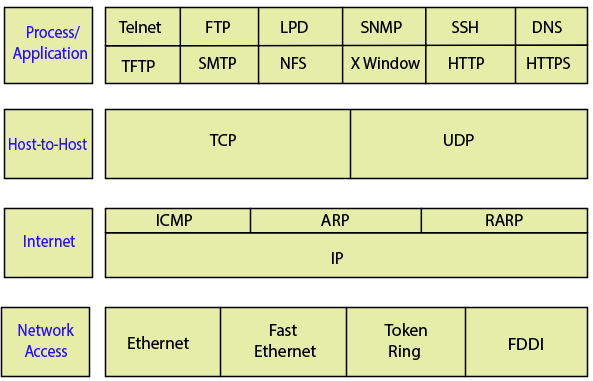 Process/
Application
Telnet FTP LPD SNMP SSH DNS
TFTP SMTP NFS X Window HTTP HTTPS
Host-to-Host
TCP UDP
Internet
ICMP ARP RARP
IP
Network
Access
Ethernet
Fast
Ethernet
Token
Ring
FDDI